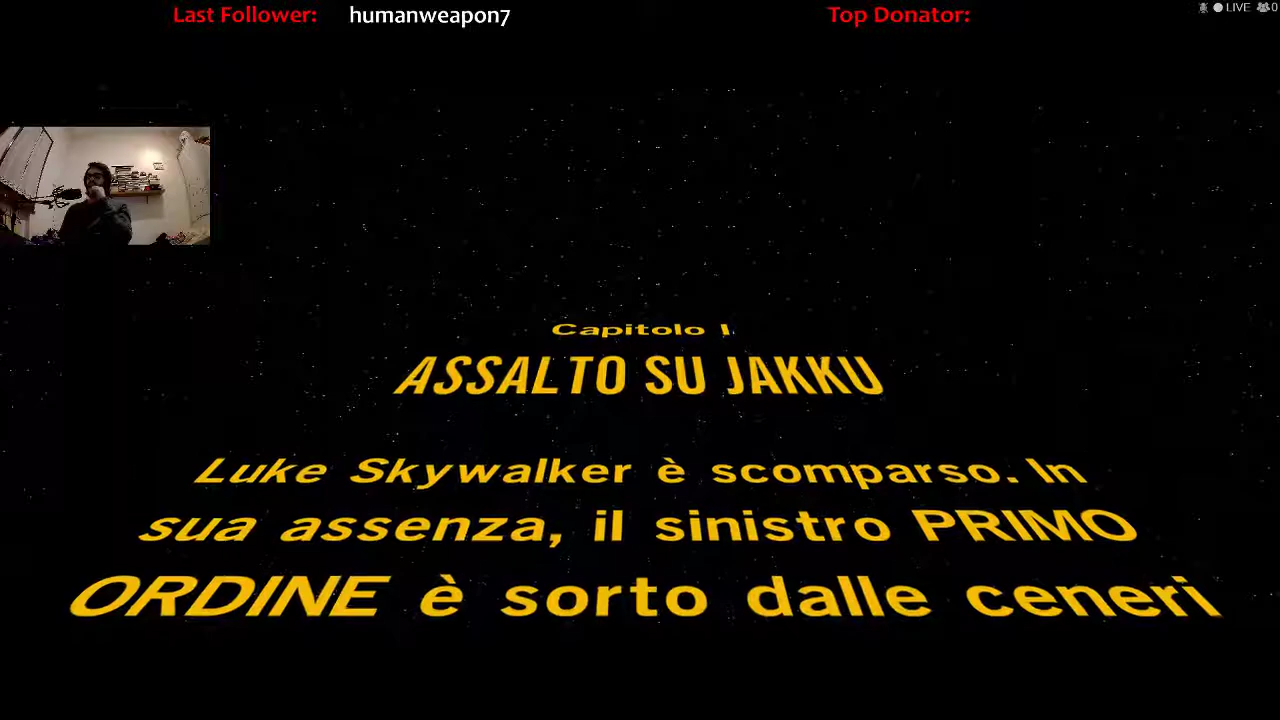 Last Follower: humanweapon7 Top Donator: LIVE 0
Capitolo I
ASSALTO SU JAKKU
Luke Skywalker è scomparso. In
sua assenza, il sinistro PRIMO
ORDINE è sorto dalle ceneri